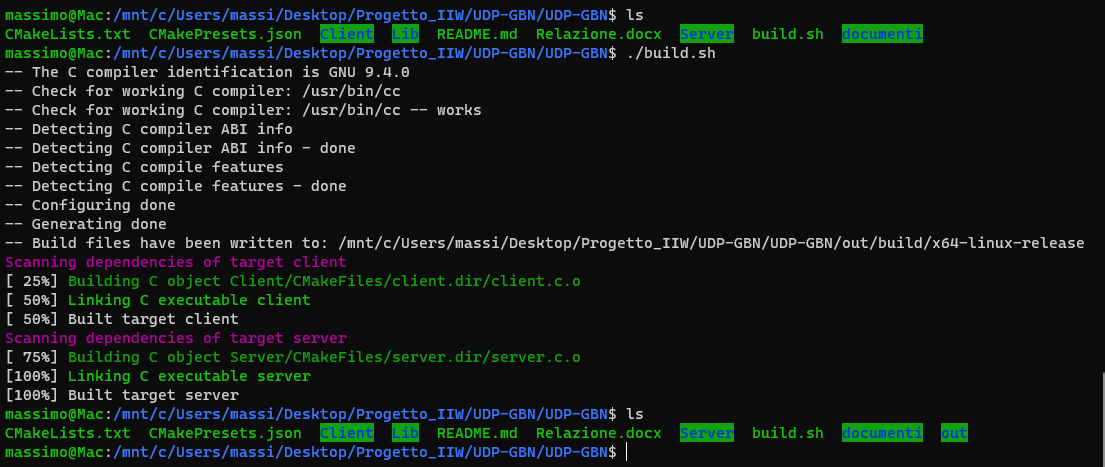 massimo@Mac:/mnt/c/Users/massi/Desktop/Progetto_IIW/UDP-GBN/UDP-GBN$ ls
CMakeLists.txt CMakePresets.json Client Lib README.md Relazione.docx Server build.sh documenti
massimo@Mac:/mnt/c/Users/massi/Desktop/Progetto_IIW/UDP-GBN/UDP-GBN$ ./build.sh
-- The C compiler identification is GNU 9.4.0
-- Check for working C compiler: /usr/bin/cc
-- Check for working C compiler: /usr/bin/cc -- works
-- Detecting C compiler ABI info
-- Detecting C compiler ABI info - done
-- Detecting C compile features
-- Detecting C compile features - done
-- Configuring done
-- Generating done
-- Build files have been written to: /mnt/c/Users/massi/Desktop/Progetto_IIW/UDP-GBN/UDP-GBN/out/build/x64-linux-release
Scanning dependencies of target client
[ 25%] Building C object Client/CMakeFiles/client.dir/client.c.o
[ 50%] Linking C executable client
[ 50%] Built target client
Scanning dependencies of target server
[ 75%] Building C object Server/CMakeFiles/server.dir/server.c.o
[100%] Linking C executable server
[100%] Built target server
massimo@Mac:/mnt/c/Users/massi/Desktop/Progetto_IIW/UDP-GBN/UDP-GBN$ ls
CMakeLists.txt CMakePresets.json Client Lib README.md Relazione.docx Server build.sh documenti out
massimo@Mac:/mnt/c/Users/massi/Desktop/Progetto_IIW/UDP-GBN/UDP-GBN$